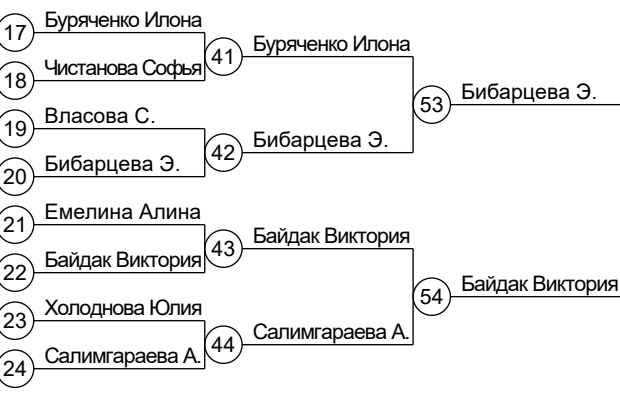 17 Буряченко Илона
18 Чистанова Софья
41 Буряченко Илона
19 Власова С.
20 Бибарцева Э.
42 Бибарцева Э.
53 Бибарцева Э.
21 Емелина Алина
22 Байдак Виктория
43 Байдак Виктория
23 Холоднова Юлия
24 Салимгараева А.
44 Салимгараева А.
54 Байдак Виктория